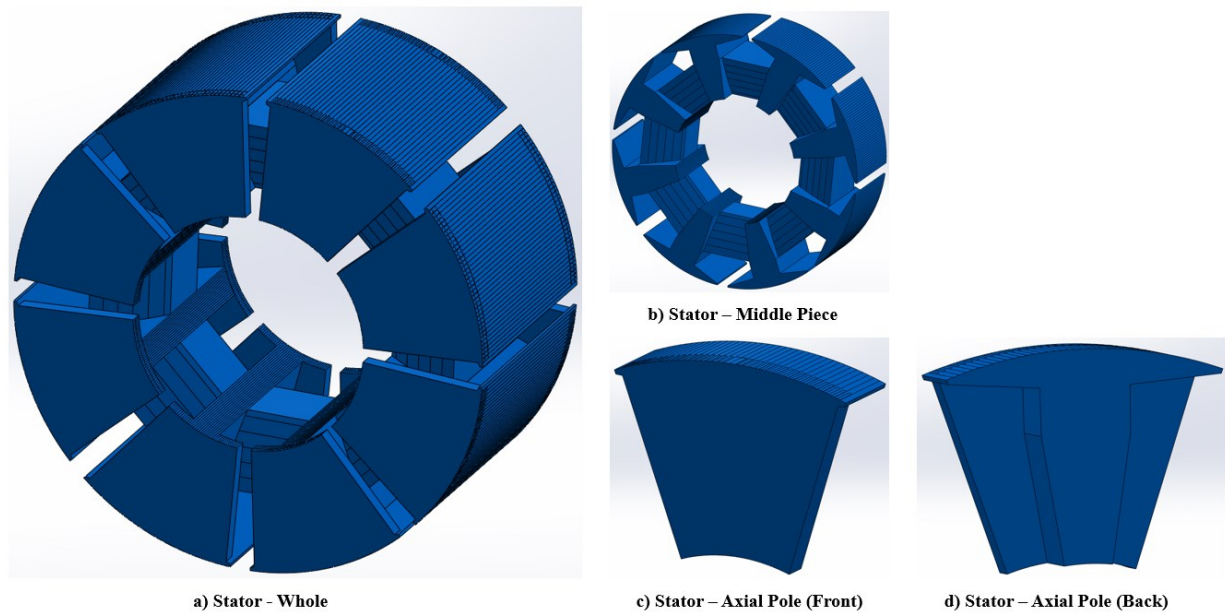 b) Stator – Middle Piece
a) Stator - Whole
c) Stator – Axial Pole (Front)
d) Stator – Axial Pole (Back)